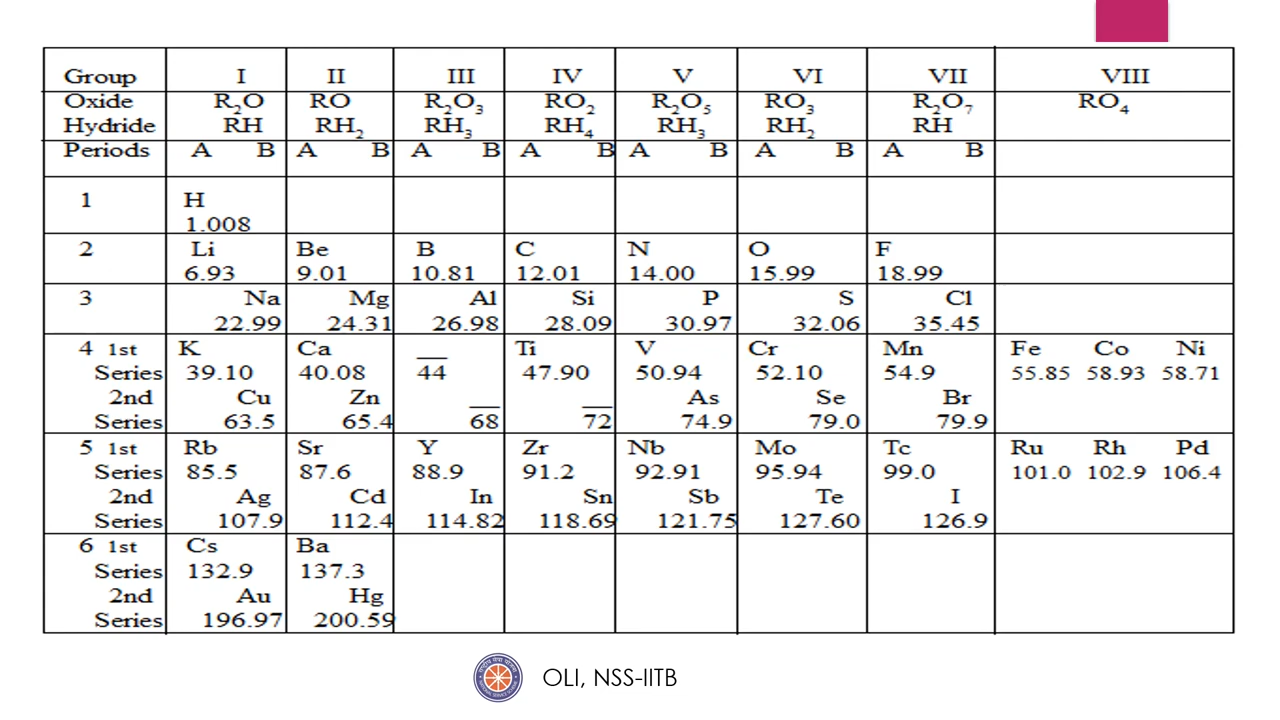 Group I II III IV V VI VII VIII
Oxide R₂O RO R₂O₃ RO₂ R₂O₅ RO₃ R₂O₇ RO₄
Hydride RH RH₂ RH₃ RH₄ RH₃ RH₂ RH
Periods A B A B A B A B A B A B A B
1 H
1.008
2 Li Be B C N O F
6.93 9.01 10.81 12.01 14.00 15.99 18.99
3 Na Mg Al Si P S Cl
22.99 24.31 26.98 28.09 30.97 32.06 35.45
4 1st K Ca __ Ti V Cr Mn Fe Co Ni
Series 39.10 40.08 44 47.90 50.94 52.10 54.9 55.85 58.93 58.71
2nd Cu Zn __ __ As Se Br
Series 63.5 65.4 68 72 74.9 79.0 79.9
5 1st Rb Sr Y Zr Nb Mo Tc Ru Rh Pd
Series 85.5 87.6 88.9 91.2 92.91 95.94 99.0 101.0 102.9 106.4
2nd Ag Cd In Sn Sb Te I
Series 107.9 112.4 114.82 118.69 121.75 127.60 126.9
6 1st Cs Ba
Series 132.9 137.3
2nd Au Hg
Series 196.97 200.59
OLI, NSS-IITB